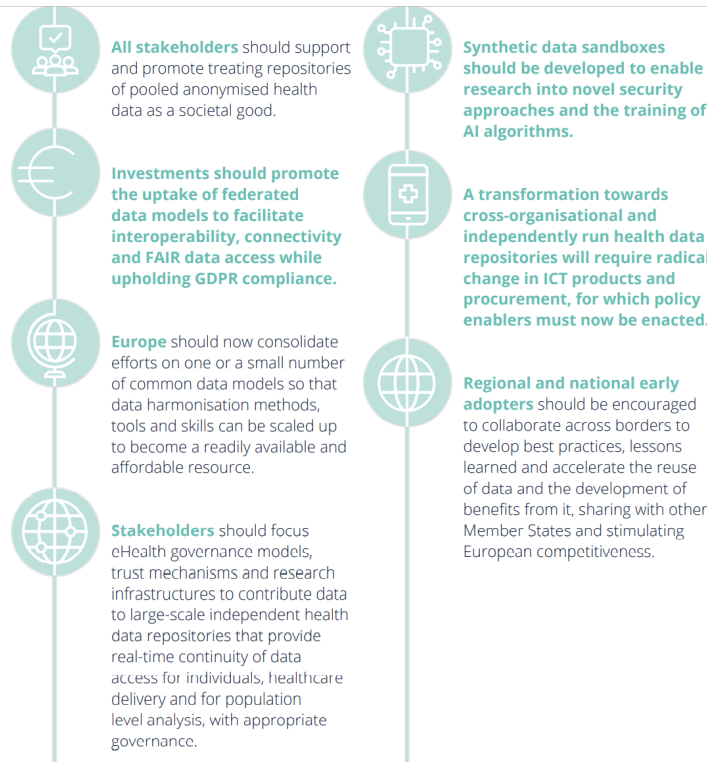 All stakeholders should support
and promote treating repositories
of pooled anonymised health
data as a societal good.
Investments should promote
the uptake of federated
data models to facilitate
interoperability, connectivity
and FAIR data access while
upholding GDPR compliance.
Europe should now consolidate
efforts on one or a small number
of common data models so that
data harmonisation methods,
tools and skills can be scaled up
to become a readily available and
affordable resource.
Stakeholders should focus
eHealth governance models,
trust mechanisms and research
infrastructures to contribute data
to large-scale independent health
data repositories that provide
real-time continuity of data
access for individuals, healthcare
delivery and for population
level analysis, with appropriate
governance.
Synthetic data sandboxes
should be developed to enable
research into novel security
approaches and the training of
AI algorithms.
A transformation towards
cross-organisational and
independently run health data
repositories will require radical
change in ICT products and
procurement, for which policy
enablers must now be enacted.
Regional and national early
adopters should be encouraged
to collaborate across borders to
develop best practices, lessons
learned and accelerate the reuse
of data and the development of
benefits from it, sharing with other
Member States and stimulating
European competitiveness.